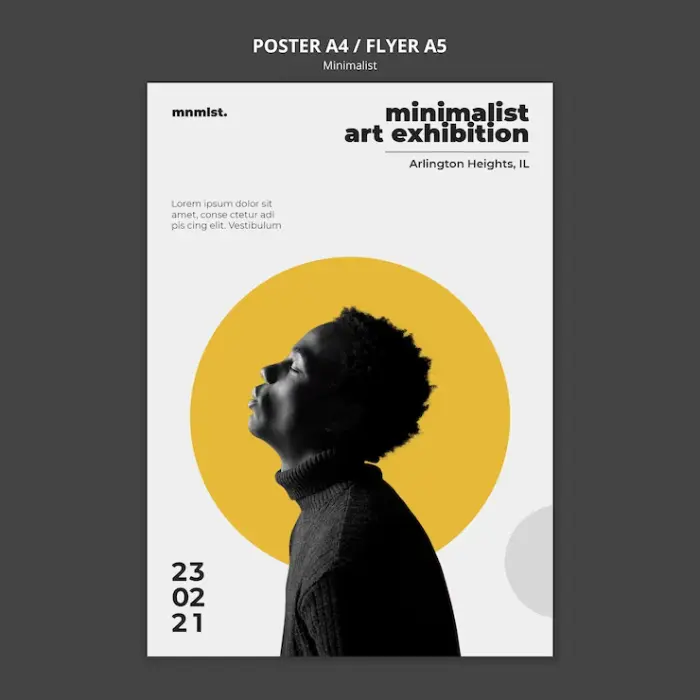 POSTER A4 / FLYER A5
Minimalist
mnmlst.
minimalist
art exhibition
Arlington Heights, IL
Lorem ipsum dolor sit
amet, conse ctetur adi
pis cing elit. Vestibulum
23
02
21